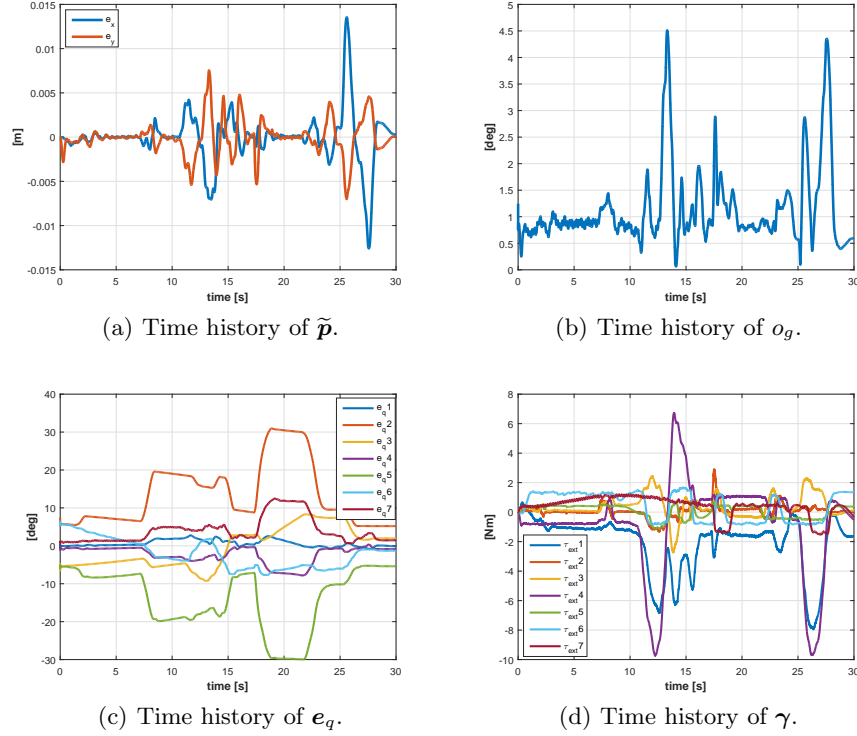 0.015
0.01
0.005
0
-0.005
-0.01
-0.015
[m]
e_x
e_y
0 5 10 15 20 25 30
time [s]
(a) Time history of p̃.
5
4.5
4
3.5
3
2.5
2
1.5
1
0.5
0
[deg]
0 5 10 15 20 25 30
time [s]
(b) Time history of o_g.
40
30
20
10
0
-10
-20
-30
[deg]
e_q1
e_q2
e_q3
e_q4
e_q5
e_q6
e_q7
0 5 10 15 20 25 30
time [s]
(c) Time history of e_q.
8
6
4
2
0
-2
-4
-6
-8
-10
[Nm]
τ_ext1
τ_ext2
τ_ext3
τ_ext4
τ_ext5
τ_ext6
τ_ext7
0 5 10 15 20 25 30
time [s]
(d) Time history of γ.